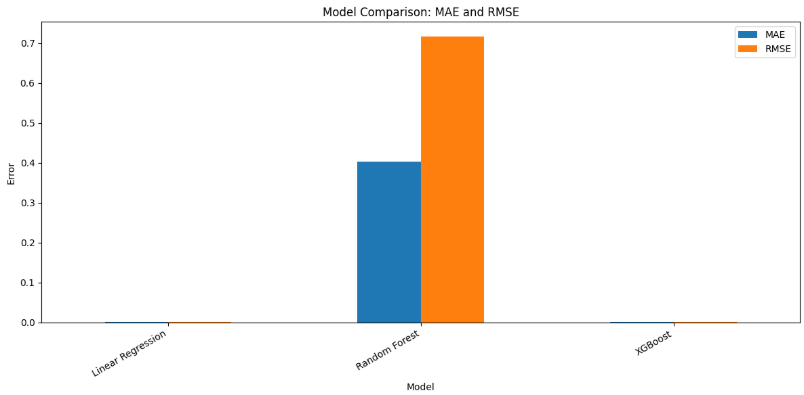 Model Comparison: MAE and RMSE
MAE
RMSE
0.7
0.6
0.5
0.4
0.3
0.2
0.1
0.0
Error
Linear Regression
Random Forest
XGBoost
Model